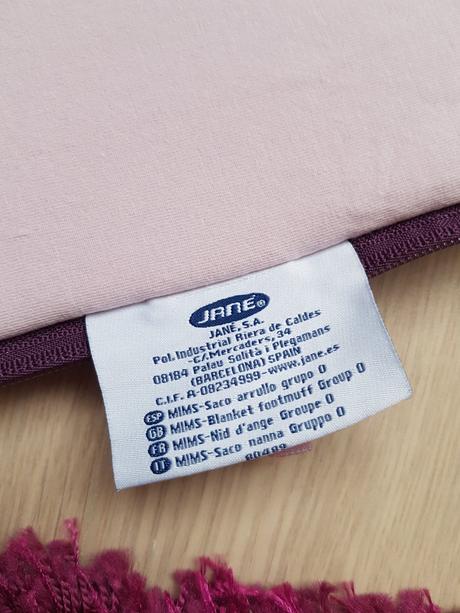 JANÉ®
JANÉ, S.A.
Pol. Industrial Riera de Caldes
-C/. Mercaders, 34
08184 Palau Solità i Plegamans
(BARCELONA) SPAIN
C.I.F. A-08234999-www.jane.es
ESP MIMS-Saco arrullo grupo 0
GB MIMS-Blanket footmuff Group 0
FR MIMS-Nid d'ange Groupe 0
IT MIMS-Saco nanna Gruppo 0